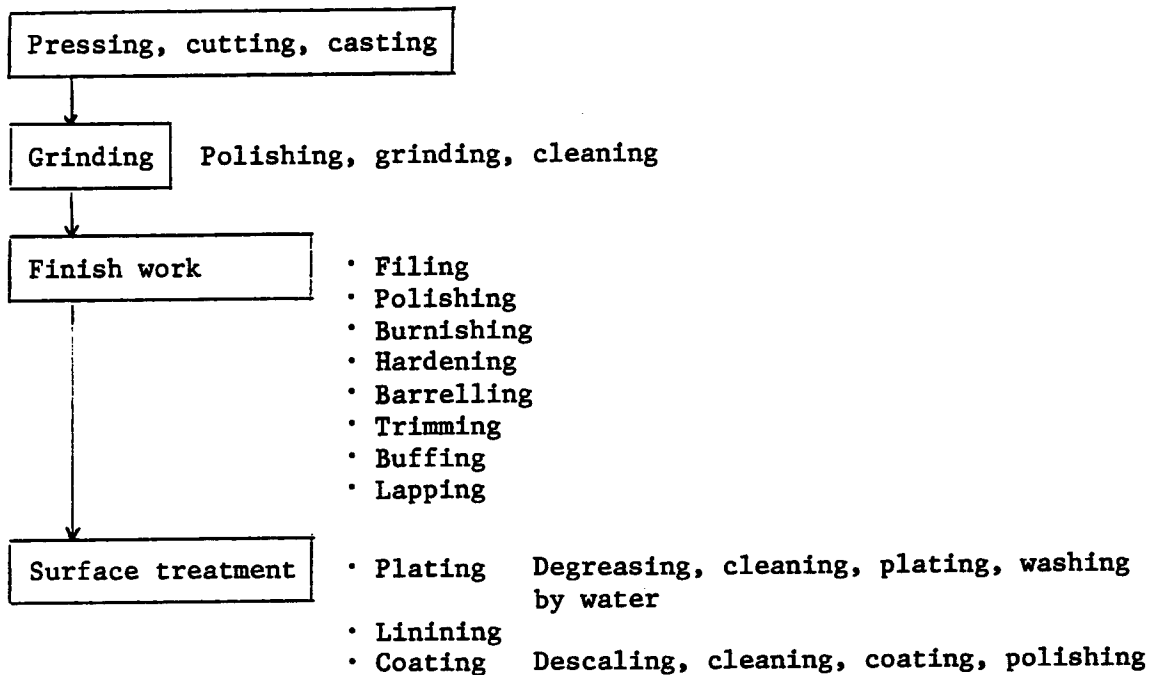 Pressing, cutting, casting
Grinding Polishing, grinding, cleaning
Finish work · Filing
· Polishing
· Burnishing
· Hardening
· Barrelling
· Trimming
· Buffing
· Lapping
Surface treatment · Plating Degreasing, cleaning, plating, washing
by water
· Linining
· Coating Descaling, cleaning, coating, polishing